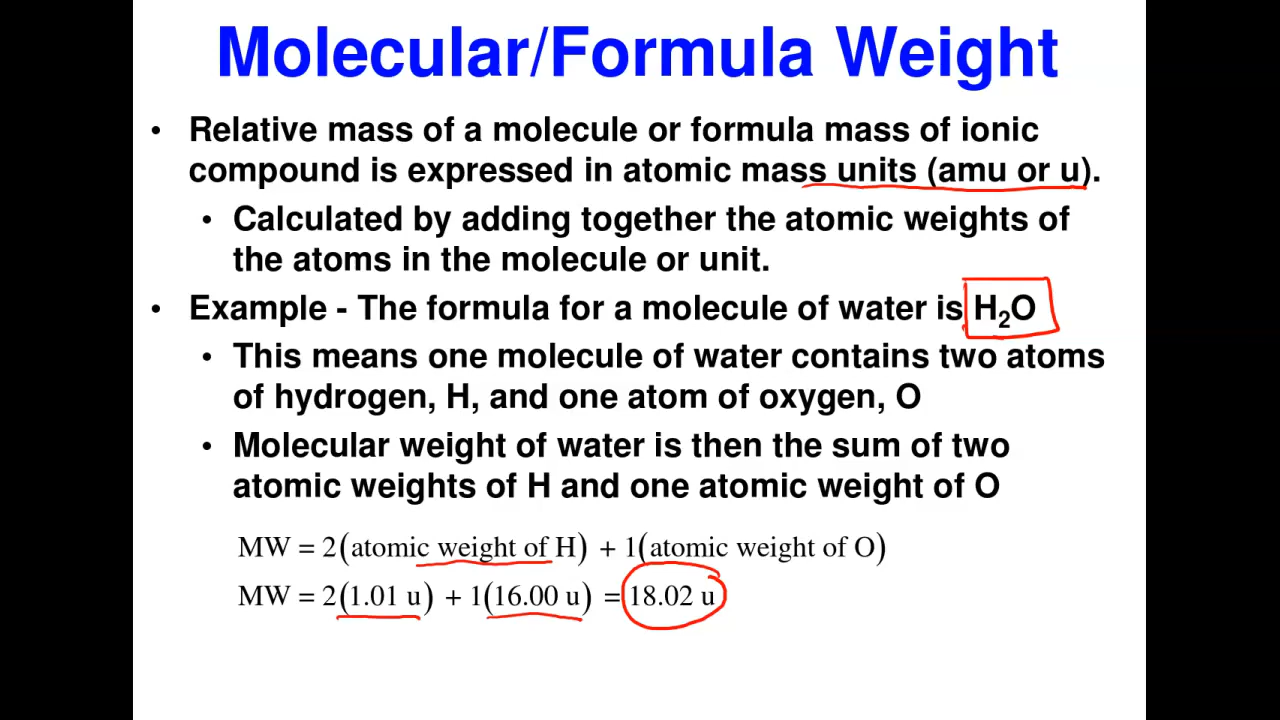 Molecular/Formula Weight
• Relative mass of a molecule or formula mass of ionic
compound is expressed in atomic mass units (amu or u).
• Calculated by adding together the atomic weights of
the atoms in the molecule or unit.
• Example - The formula for a molecule of water is H₂O
• This means one molecule of water contains two atoms
of hydrogen, H, and one atom of oxygen, O
• Molecular weight of water is then the sum of two
atomic weights of H and one atomic weight of O
MW = 2(atomic weight of H) + 1(atomic weight of O)
MW = 2(1.01 u) + 1(16.00 u) = 18.02 u